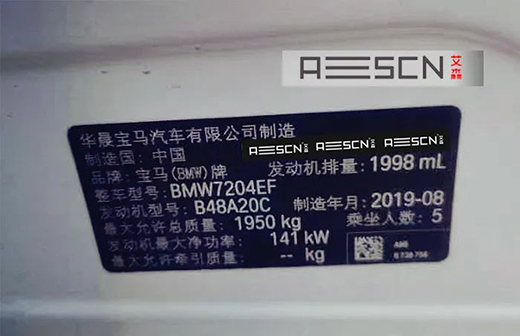 AESCN 艾森
华晨宝马汽车有限公司制造
制造国: 中国 AESCN AESCN AESCN
品牌: 宝马(BMW)牌 发动机排量: 1998 mL
整车型号: BMW7204EF
发动机型号: B48A20C 制造年月: 2019-08
最大允许总质量: 1950 kg 乘坐人数: 5
发动机最大净功率: 141 kW
最大允许牵引质量: -- kg